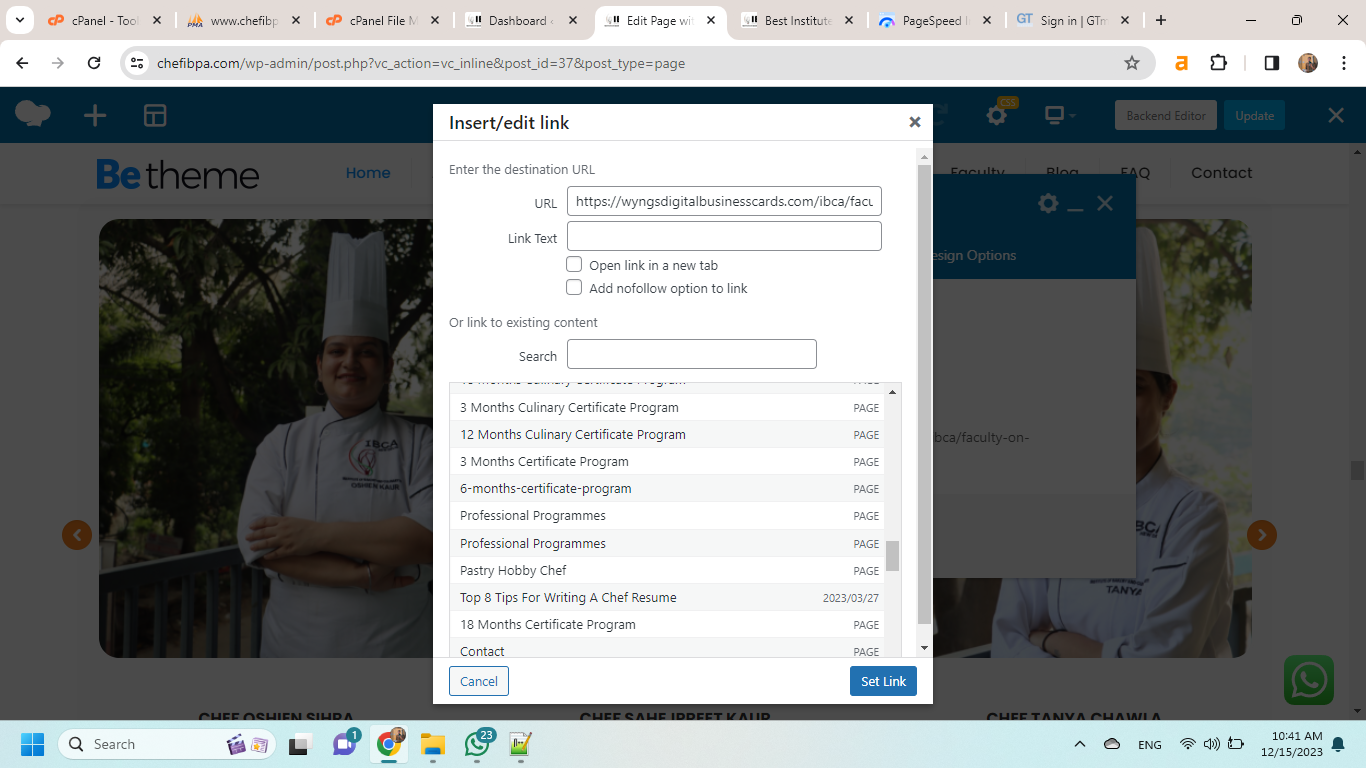 cPanel - Tool
www.chefibp
cPanel File M
Dashboard
Edit Page wi
Best Institute
PageSpeed I
Sign in | GTm
chefibpa.com/wp-admin/post.php?vc_action=vc_inline&post_id=37&post_type=page
CSS
Backend Editor
Update
Insert/edit link
Be theme
Home
Faculty
Blog
FAQ
Contact
Enter the destination URL
URL
https://wyngsdigitalbusinesscards.com/ibca/facu
Link Text
esign Options
Open link in a new tab
Add nofollow option to link
Or link to existing content
Search
3 Months Culinary Certificate Program PAGE
12 Months Culinary Certificate Program PAGE
bca/faculty-on-
3 Months Certificate Program PAGE
6-months-certificate-program PAGE
Professional Programmes PAGE
Professional Programmes PAGE
Pastry Hobby Chef PAGE
Top 8 Tips For Writing A Chef Resume 2023/03/27
18 Months Certificate Program PAGE
Contact PAGE
IBCA
OSHIEN SIHRA
TANYA
Cancel
Set Link
CHEF OSHIEN SIHRA
CHEF SAHEJPREET KAUR
CHEF TANYA CHAWLA
Search
1
23
ENG
10:41 AM
12/15/2023